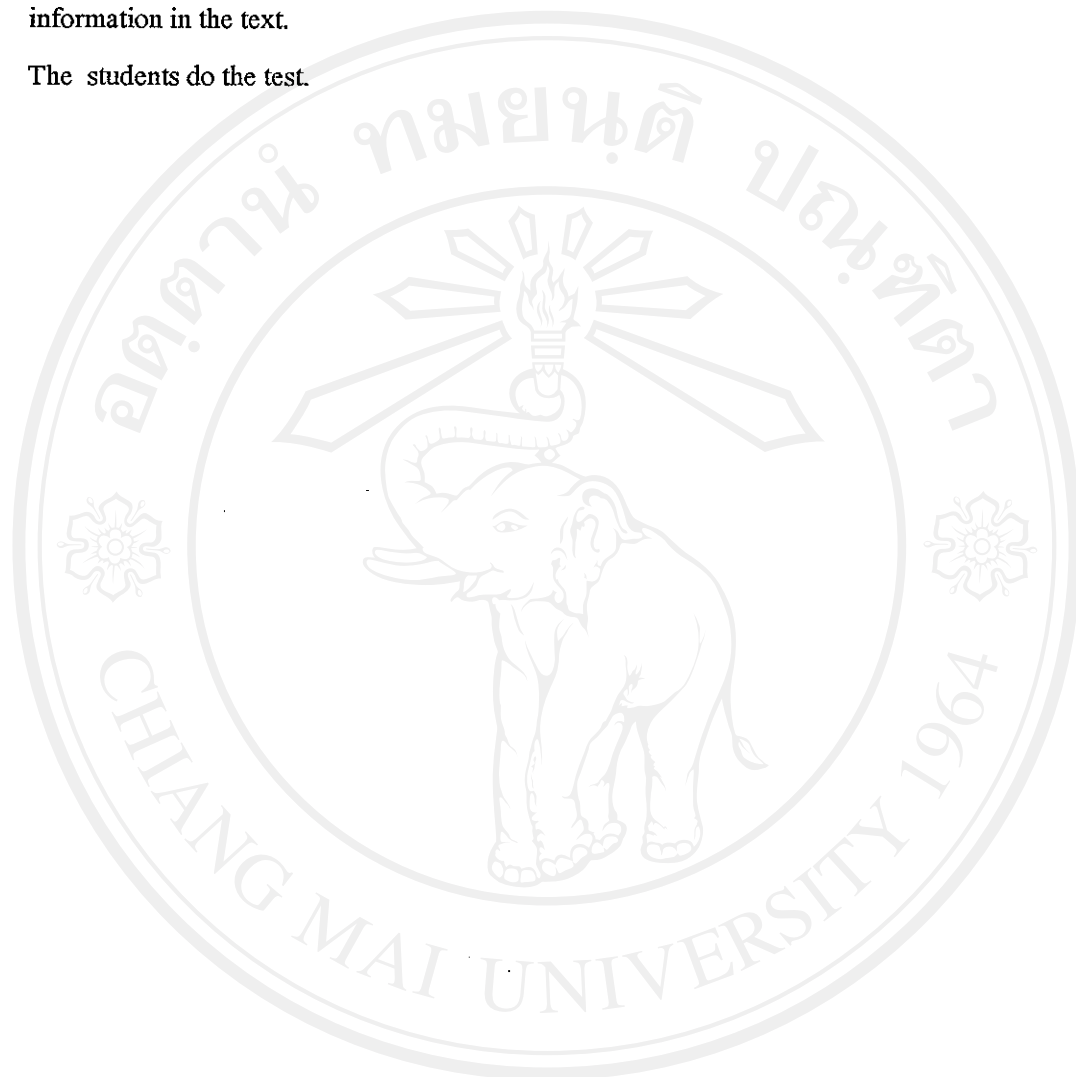 information in the text.
The students do the test.
อตฺตานํ ทมยนฺติ ปณฺฑิตา
CHIANG MAI UNIVERSITY 1964